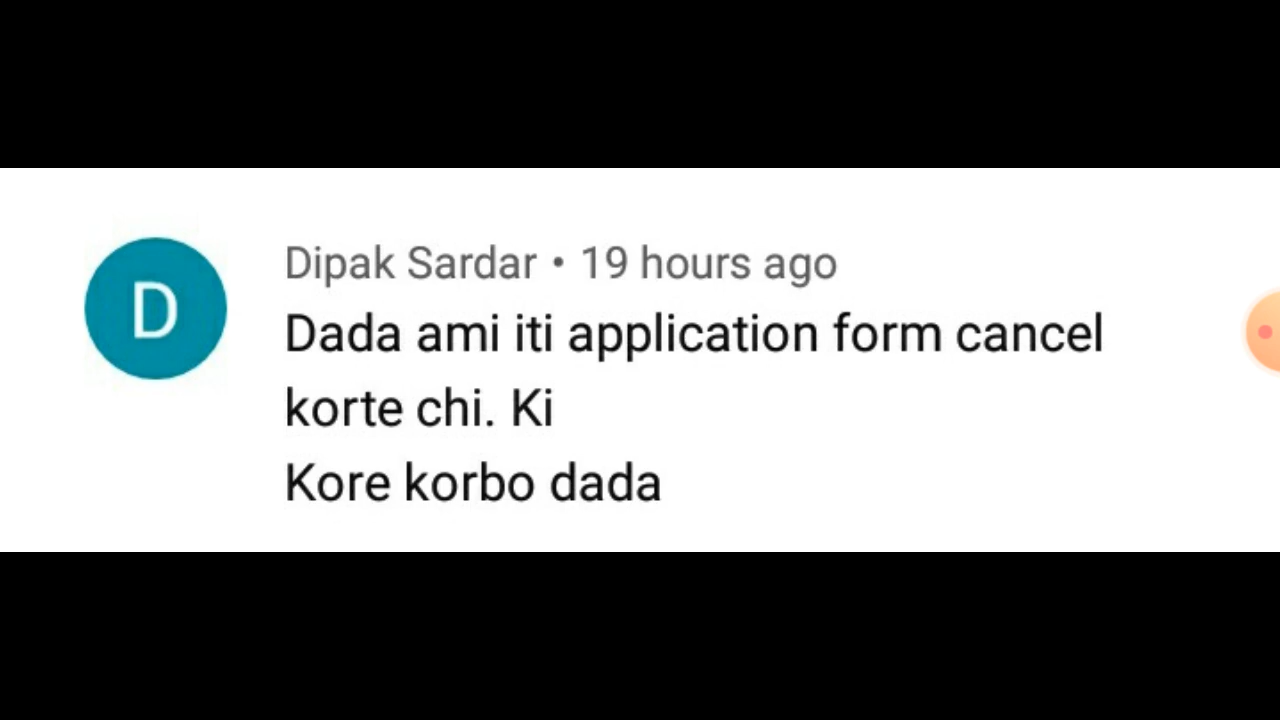 D
Dipak Sardar • 19 hours ago
Dada ami iti application form cancel
korte chi. Ki
Kore korbo dada